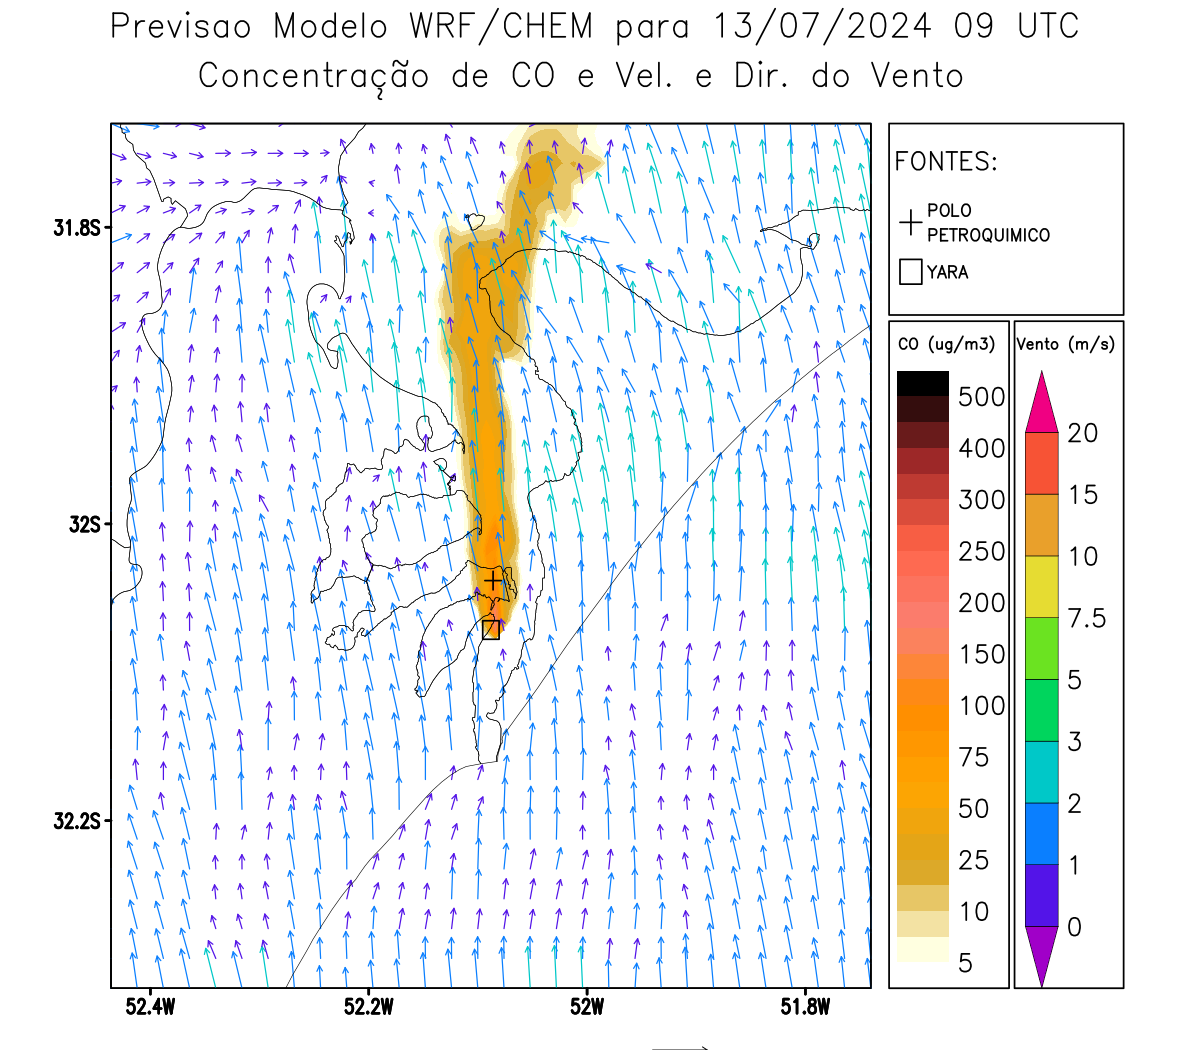 Previsao Modelo WRF/CHEM para 13/07/2024 09 UTC
Concentração de CO e Vel. e Dir. do Vento
FONTES:
POLO
PETROQUIMICO
YARA
CO (ug/m3)
500
400
300
250
200
150
100
75
50
25
10
5
Vento (m/s)
20
15
10
7.5
5
3
2
1
0
31.8S
32S
32.2S
52.4W
52.2W
52W
51.8W